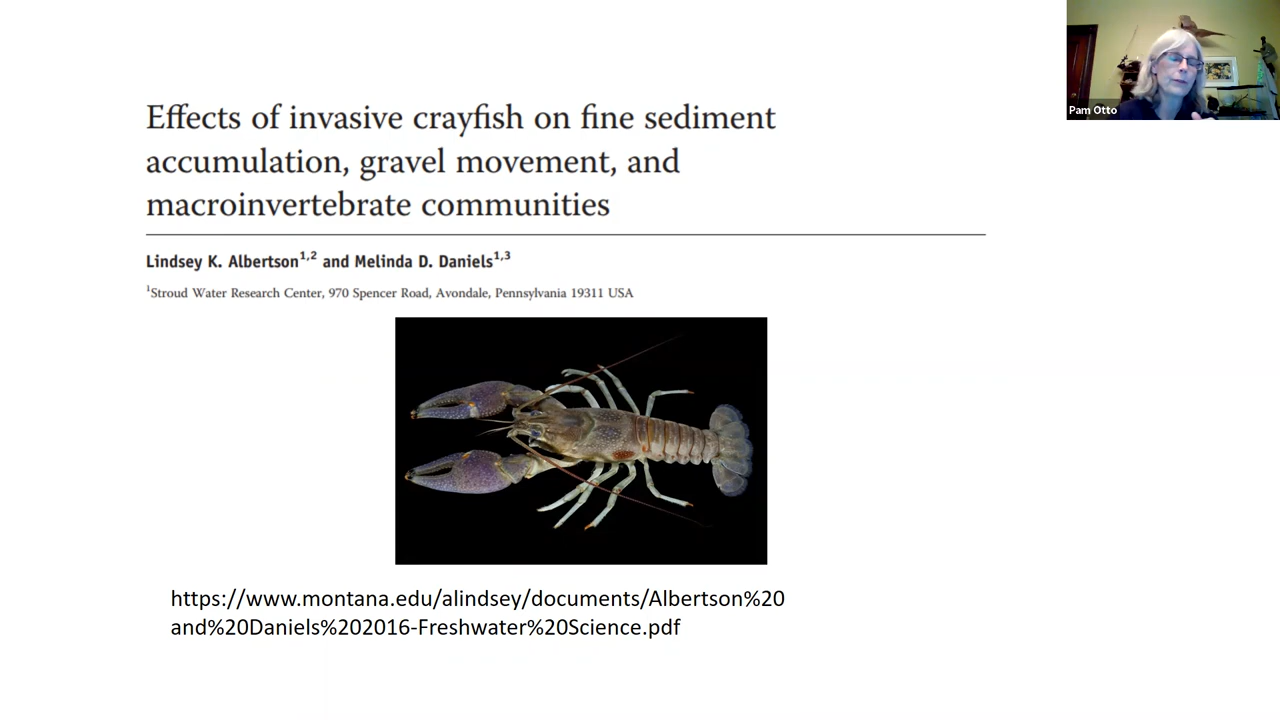 Effects of invasive crayfish on fine sediment
accumulation, gravel movement, and
macroinvertebrate communities
Lindsey K. Albertson1,2 and Melinda D. Daniels1,3
1Stroud Water Research Center, 970 Spencer Road, Avondale, Pennsylvania 19311 USA
https://www.montana.edu/alindsey/documents/Albertson%20
and%20Daniels%202016-Freshwater%20Science.pdf
Pam Otto